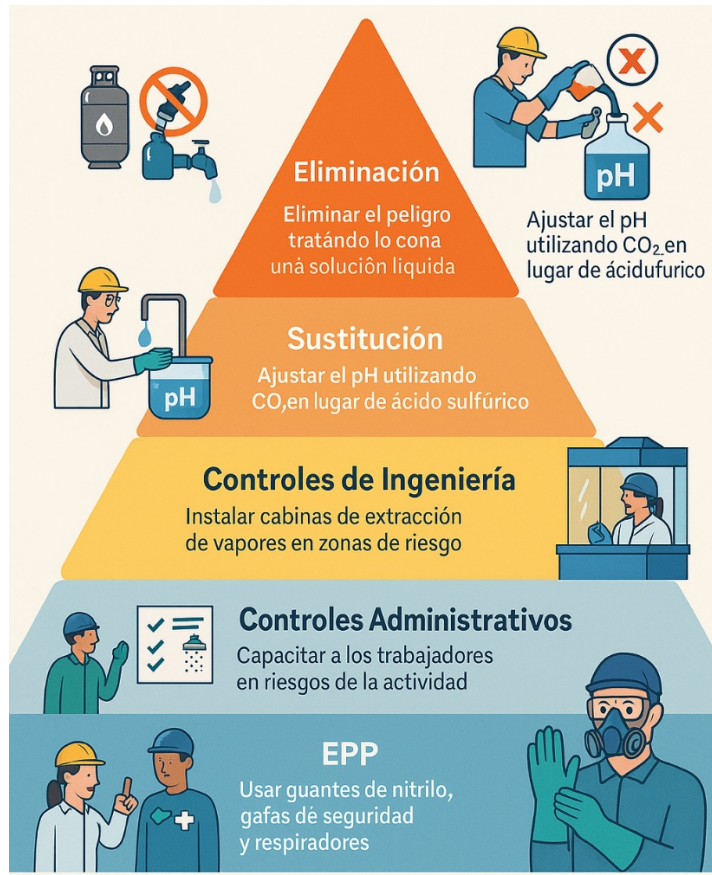 Eliminación
Eliminar el peligro
tratándo lo cona
unà solución liquida
pH
Ajustar el pH
utilizando CO₂ en
lugar de ácidufurico
Sustitución
Ajustar el pH utilizando
CO,en lugar de ácido sulfúrico
pH
Controles de Ingeniería
Instalar cabinas de extracción
de vapores en zonas de riesgo
Controles Administrativos
Capacitar a los trabajadores
en riesgos de la actividad
EPP
Usar guantes de nitrilo,
gafas dé seguridad
y respiradores